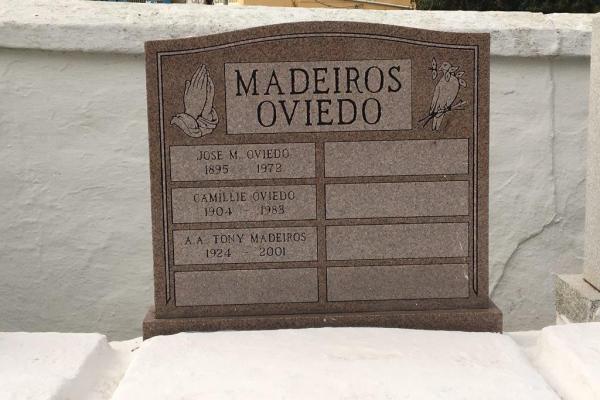 MADEIROS
OVIEDO
JOSE M. OVIEDO
1895 - 1972
CAMILLIE OVIEDO
1904 - 1983
A.A. TONY MADEIROS
1924 - 2001